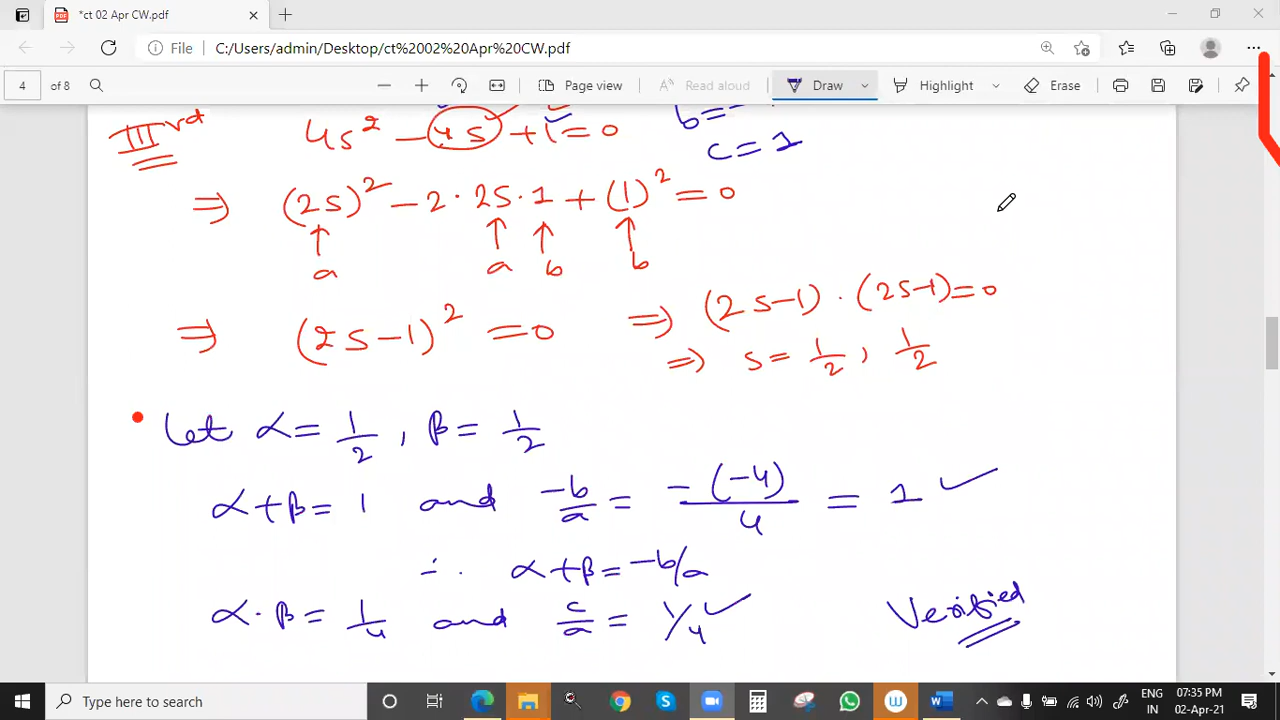 *ct 02 Apr CW.pdf
File C:/Users/admin/Desktop/ct%2002%20Apr%20CW.pdf
4 of 8 Page view Read aloud Draw Highlight Erase
IIIrd 4s² - 4s + 1 = 0
b = -
c = 1
⇒ (2s)² - 2 · 2s · 1 + (1)² = 0
↑ ↑ ↑ ↑
a a b b
⇒ (2s-1)² = 0 ⇒ (2s-1) · (2s-1) = 0
⇒ s = 1/2, 1/2
• Let α = 1/2, β = 1/2
α+β = 1 and -b/a = -(-4)/4 = 1 ✓
∴ α+β = -b/a
α·β = 1/4 and c/a = 1/4 ✓ Verified
Type here to search
ENG 07:35 PM
IN 02-Apr-21